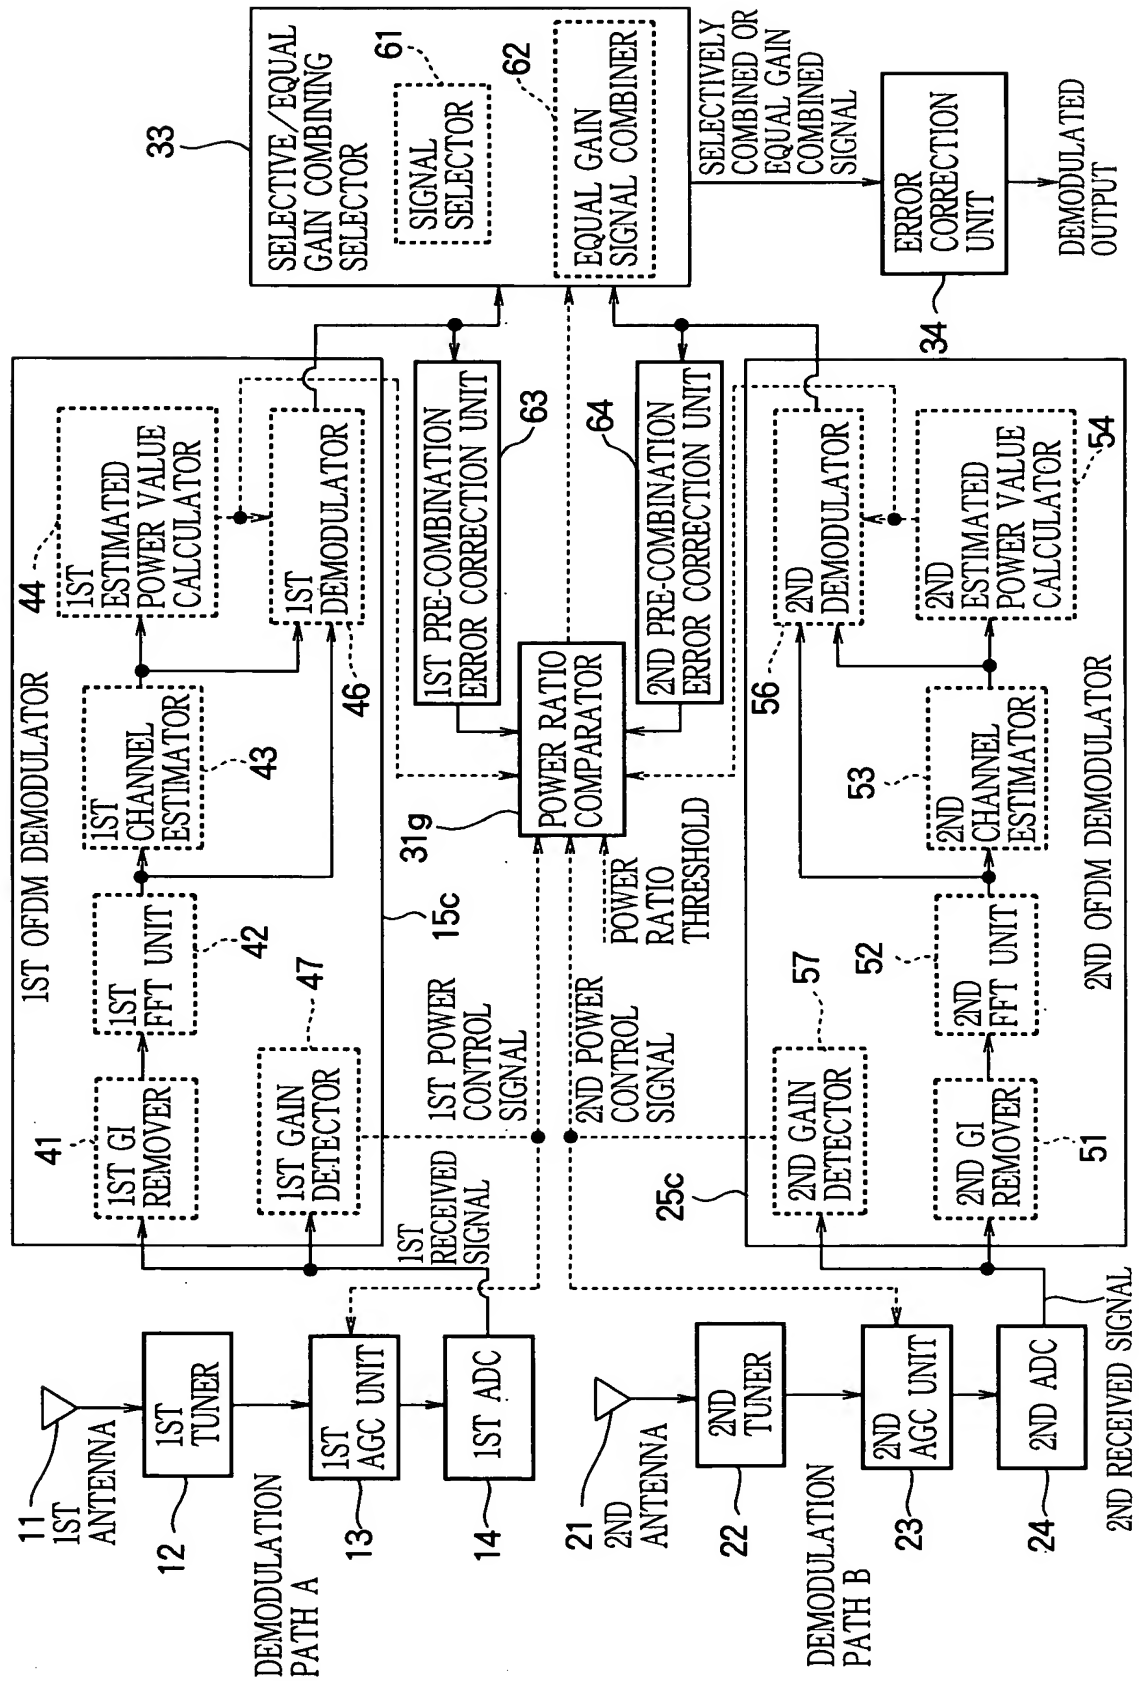 11
1ST
ANTENNA
12
1ST
TUNER
DEMODULATION
PATH A
13
1ST
AGC UNIT
14
1ST ADC
1ST
RECEIVED
SIGNAL
1ST OFDM DEMODULATOR
15c
41
1ST GI
REMOVER
42
1ST
FFT UNIT
43
1ST
CHANNEL
ESTIMATOR
44
1ST
ESTIMATED
POWER VALUE
CALCULATOR
46
1ST
DEMODULATOR
47
1ST GAIN
DETECTOR
1ST POWER
CONTROL
SIGNAL
2ND POWER
CONTROL
SIGNAL
POWER
RATIO
THRESHOLD
31g
POWER RATIO
COMPARATOR
1ST PRE-COMBINATION
ERROR CORRECTION UNIT
63
64
2ND PRE-COMBINATION
ERROR CORRECTION UNIT
33
SELECTIVE/EQUAL
GAIN COMBINING
SELECTOR
61
SIGNAL
SELECTOR
62
EQUAL GAIN
SIGNAL COMBINER
SELECTIVELY
COMBINED OR
EQUAL GAIN
COMBINED
SIGNAL
34
ERROR
CORRECTION
UNIT
DEMODULATED
OUTPUT
21
2ND
ANTENNA
22
2ND
TUNER
DEMODULATION
PATH B
23
2ND
AGC UNIT
24
2ND ADC
2ND RECEIVED SIGNAL
25c
57
2ND GAIN
DETECTOR
51
2ND GI
REMOVER
52
2ND
FFT UNIT
53
2ND
CHANNEL
ESTIMATOR
56
2ND
DEMODULATOR
54
2ND
ESTIMATED
POWER VALUE
CALCULATOR
2ND OFDM DEMODULATOR